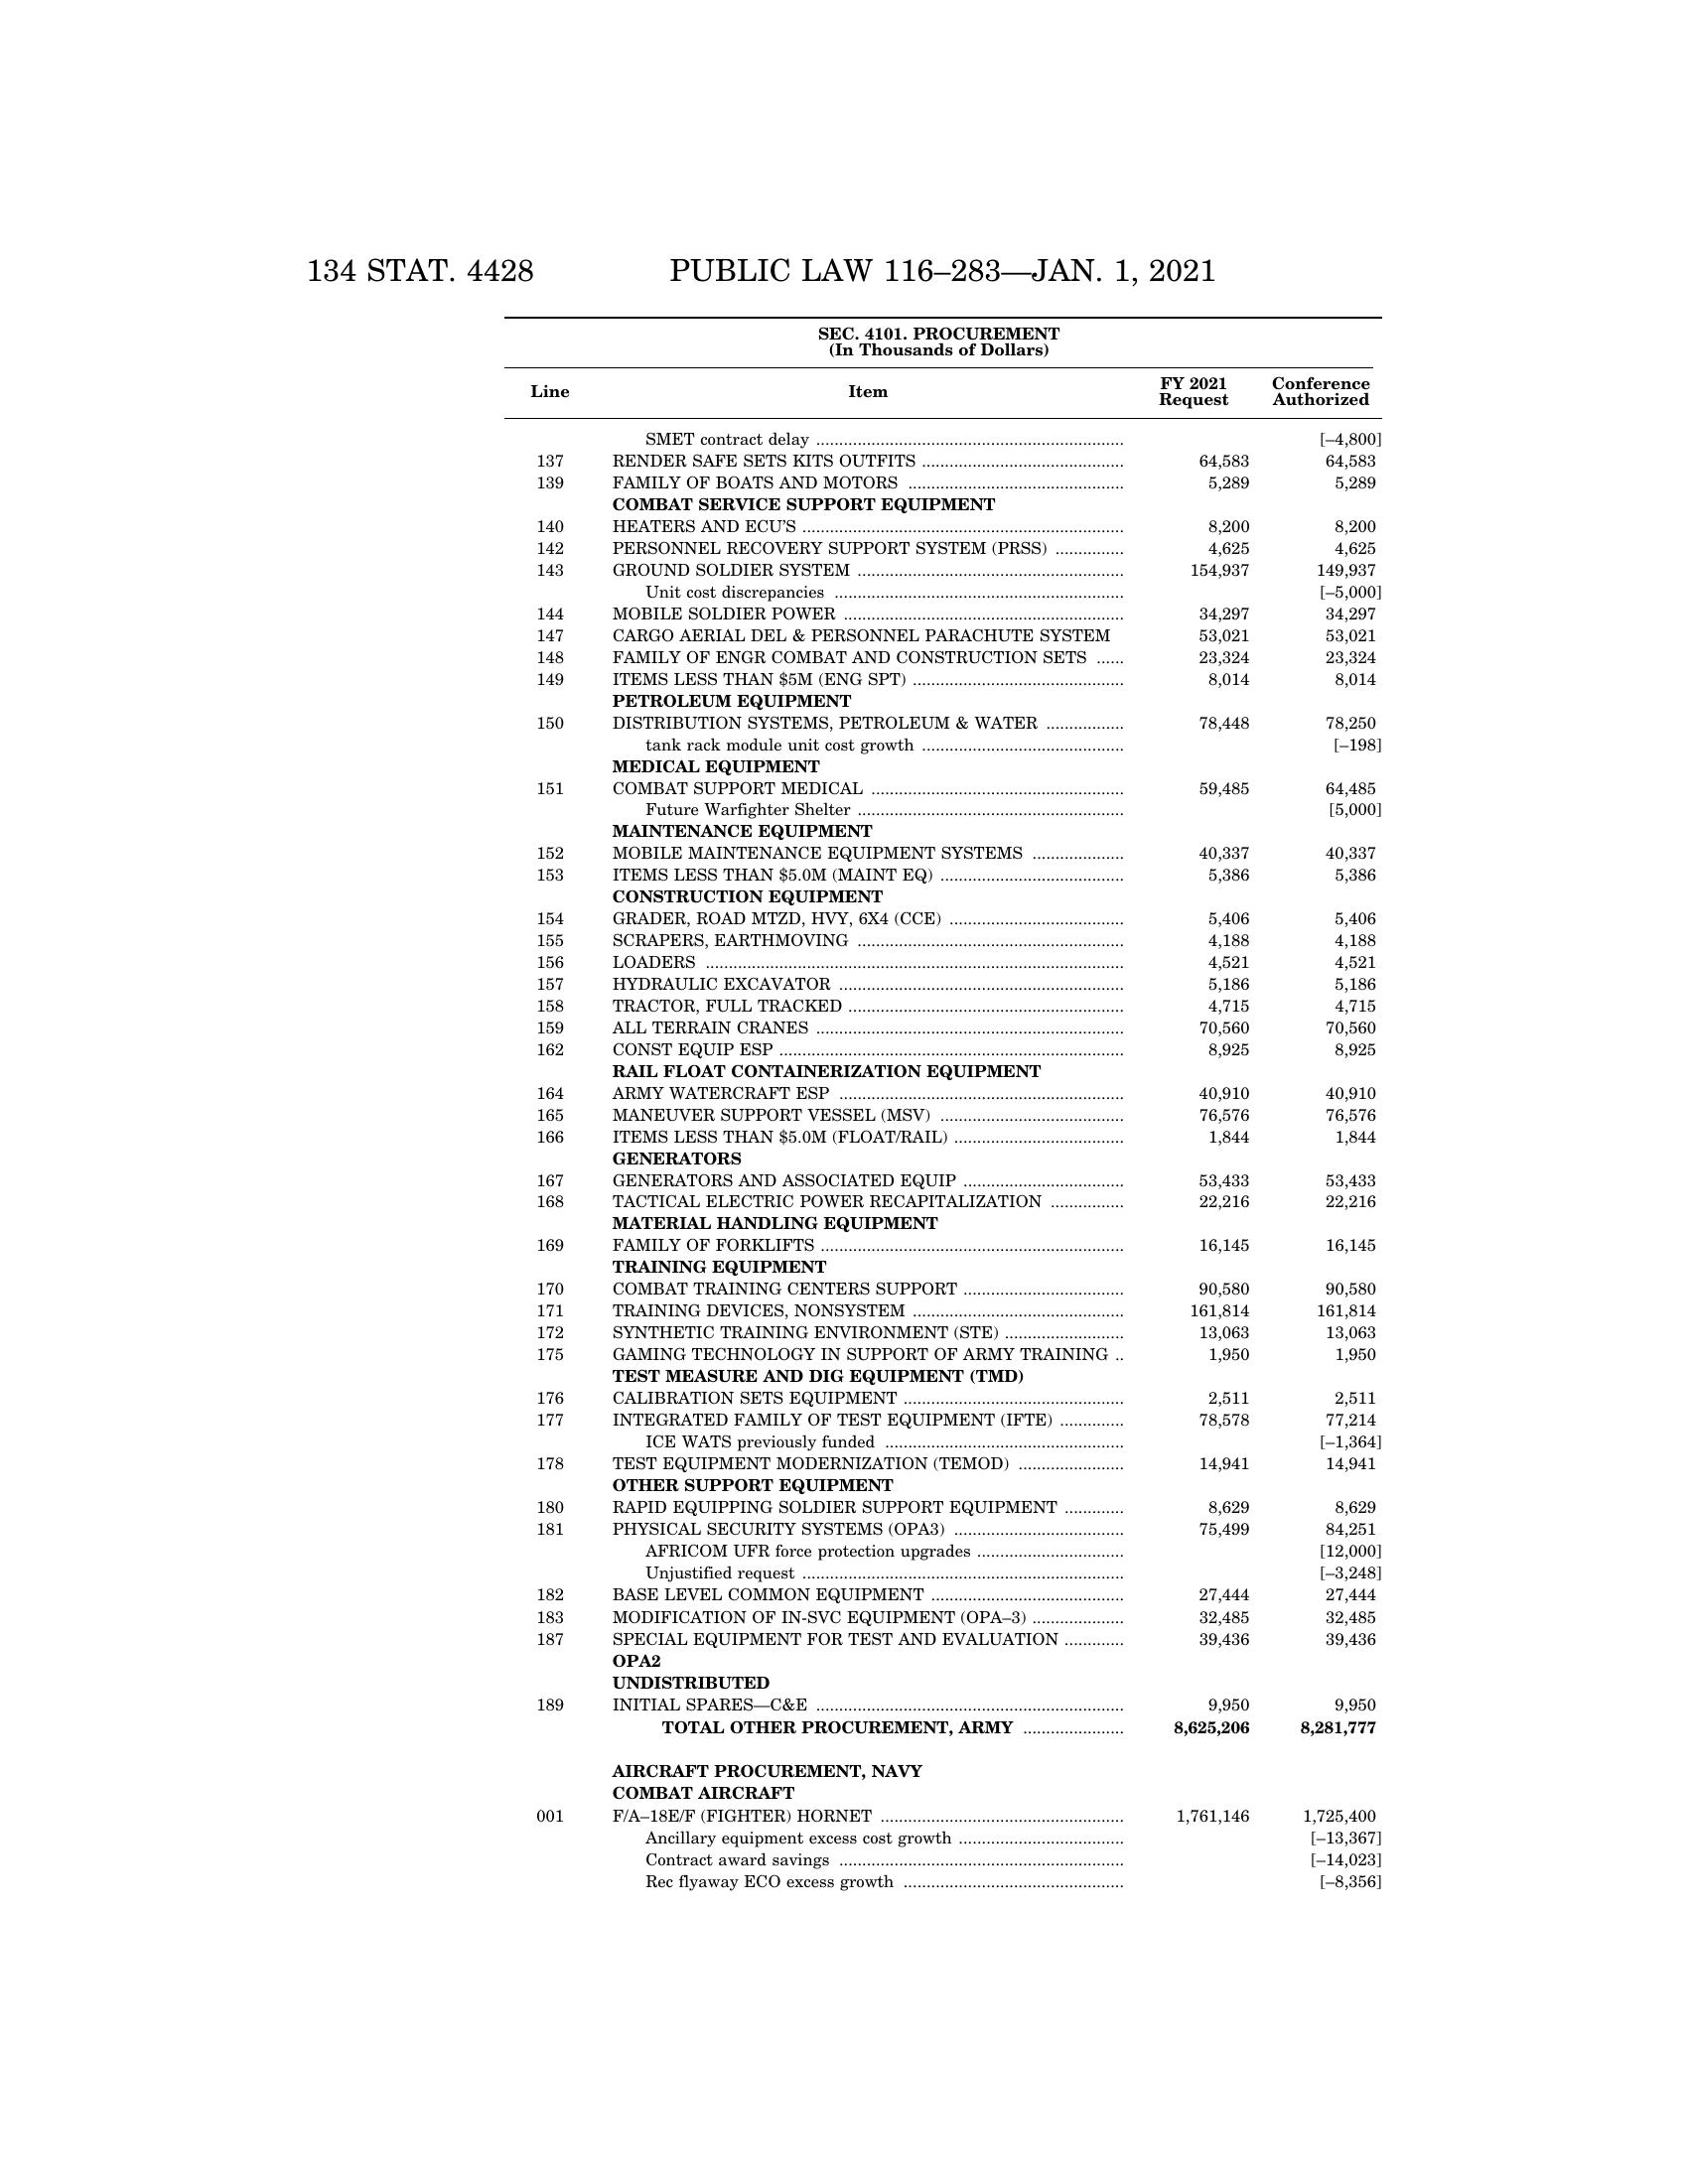 134 STAT. 4428 PUBLIC LAW 116–283—JAN. 1, 2021
SEC. 4101. PROCUREMENT
(In Thousands of Dollars)
Line Item FY 2021 Request Conference Authorized
SMET contract delay ................................................................... [–4,800]
137 RENDER SAFE SETS KITS OUTFITS ............................................ 64,583 64,583
139 FAMILY OF BOATS AND MOTORS ............................................... 5,289 5,289
COMBAT SERVICE SUPPORT EQUIPMENT
140 HEATERS AND ECU'S ...................................................................... 8,200 8,200
142 PERSONNEL RECOVERY SUPPORT SYSTEM (PRSS) ............... 4,625 4,625
143 GROUND SOLDIER SYSTEM .......................................................... 154,937 149,937
Unit cost discrepancies ............................................................... [–5,000]
144 MOBILE SOLDIER POWER ............................................................. 34,297 34,297
147 CARGO AERIAL DEL & PERSONNEL PARACHUTE SYSTEM 53,021 53,021
148 FAMILY OF ENGR COMBAT AND CONSTRUCTION SETS ...... 23,324 23,324
149 ITEMS LESS THAN $5M (ENG SPT) .............................................. 8,014 8,014
PETROLEUM EQUIPMENT
150 DISTRIBUTION SYSTEMS, PETROLEUM & WATER ................. 78,448 78,250
tank rack module unit cost growth ............................................ [–198]
MEDICAL EQUIPMENT
151 COMBAT SUPPORT MEDICAL ....................................................... 59,485 64,485
Future Warfighter Shelter .......................................................... [5,000]
MAINTENANCE EQUIPMENT
152 MOBILE MAINTENANCE EQUIPMENT SYSTEMS .................... 40,337 40,337
153 ITEMS LESS THAN $5.0M (MAINT EQ) ........................................ 5,386 5,386
CONSTRUCTION EQUIPMENT
154 GRADER, ROAD MTZD, HVY, 6X4 (CCE) ...................................... 5,406 5,406
155 SCRAPERS, EARTHMOVING .......................................................... 4,188 4,188
156 LOADERS ........................................................................................... 4,521 4,521
157 HYDRAULIC EXCAVATOR .............................................................. 5,186 5,186
158 TRACTOR, FULL TRACKED ............................................................ 4,715 4,715
159 ALL TERRAIN CRANES ................................................................... 70,560 70,560
162 CONST EQUIP ESP ........................................................................... 8,925 8,925
RAIL FLOAT CONTAINERIZATION EQUIPMENT
164 ARMY WATERCRAFT ESP .............................................................. 40,910 40,910
165 MANEUVER SUPPORT VESSEL (MSV) ........................................ 76,576 76,576
166 ITEMS LESS THAN $5.0M (FLOAT/RAIL) ..................................... 1,844 1,844
GENERATORS
167 GENERATORS AND ASSOCIATED EQUIP ................................... 53,433 53,433
168 TACTICAL ELECTRIC POWER RECAPITALIZATION ................ 22,216 22,216
MATERIAL HANDLING EQUIPMENT
169 FAMILY OF FORKLIFTS .................................................................. 16,145 16,145
TRAINING EQUIPMENT
170 COMBAT TRAINING CENTERS SUPPORT ................................... 90,580 90,580
171 TRAINING DEVICES, NONSYSTEM .............................................. 161,814 161,814
172 SYNTHETIC TRAINING ENVIRONMENT (STE) .......................... 13,063 13,063
175 GAMING TECHNOLOGY IN SUPPORT OF ARMY TRAINING .. 1,950 1,950
TEST MEASURE AND DIG EQUIPMENT (TMD)
176 CALIBRATION SETS EQUIPMENT ................................................ 2,511 2,511
177 INTEGRATED FAMILY OF TEST EQUIPMENT (IFTE) .............. 78,578 77,214
ICE WATS previously funded .................................................... [–1,364]
178 TEST EQUIPMENT MODERNIZATION (TEMOD) ....................... 14,941 14,941
OTHER SUPPORT EQUIPMENT
180 RAPID EQUIPPING SOLDIER SUPPORT EQUIPMENT ............. 8,629 8,629
181 PHYSICAL SECURITY SYSTEMS (OPA3) ..................................... 75,499 84,251
AFRICOM UFR force protection upgrades ................................ [12,000]
Unjustified request ...................................................................... [–3,248]
182 BASE LEVEL COMMON EQUIPMENT .......................................... 27,444 27,444
183 MODIFICATION OF IN-SVC EQUIPMENT (OPA–3) .................... 32,485 32,485
187 SPECIAL EQUIPMENT FOR TEST AND EVALUATION ............. 39,436 39,436
OPA2
UNDISTRIBUTED
189 INITIAL SPARES—C&E ................................................................... 9,950 9,950
TOTAL OTHER PROCUREMENT, ARMY ...................... 8,625,206 8,281,777
AIRCRAFT PROCUREMENT, NAVY
COMBAT AIRCRAFT
001 F/A–18E/F (FIGHTER) HORNET ..................................................... 1,761,146 1,725,400
Ancillary equipment excess cost growth .................................... [–13,367]
Contract award savings .............................................................. [–14,023]
Rec flyaway ECO excess growth ................................................ [–8,356]